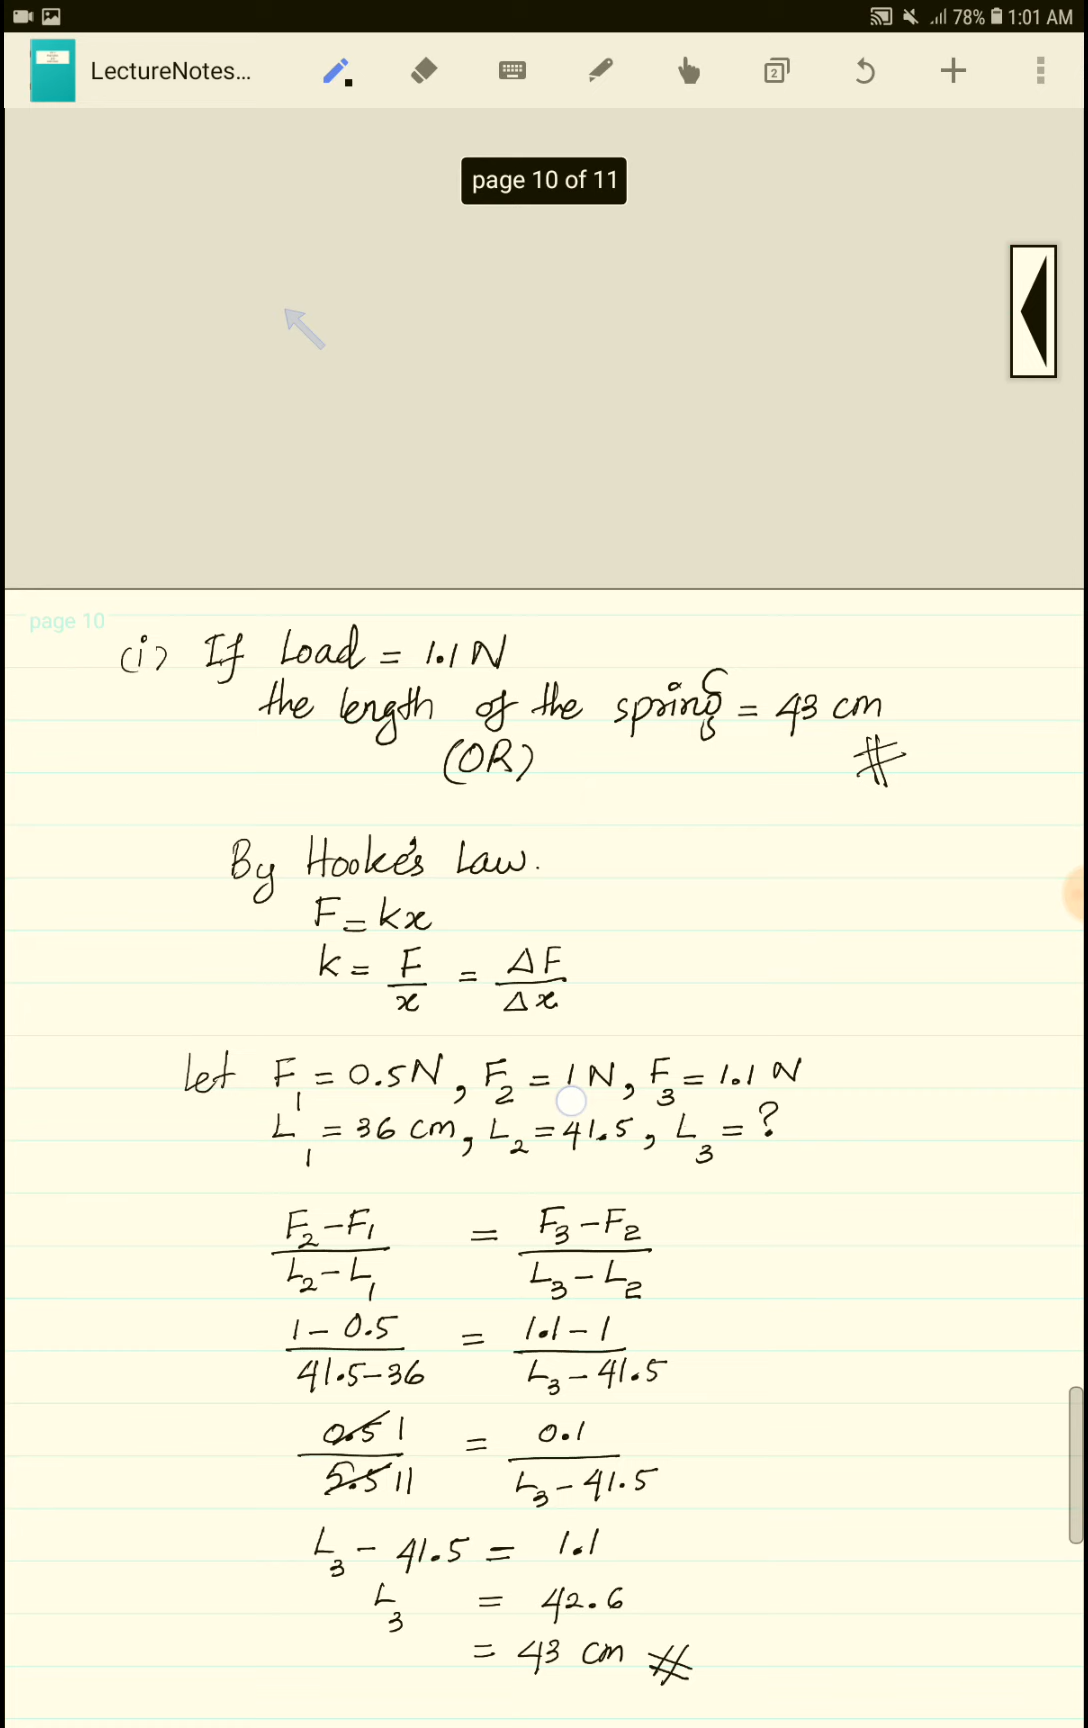 78% 1:01 AM
LectureNotes... 2
page 10 of 11
page 10
(i) If Load = 1.1 N
the length of the spring = 43 cm
(OR) #
By Hooke's Law.
F = kx
k = F/x = ΔF/Δx
let F₁ = 0.5N, F₂ = 1N, F₃ = 1.1 N
L₁ = 36 cm, L₂ = 41.5, L₃ = ?
F₂-F₁ / L₂-L₁ = F₃-F₂ / L₃-L₂
1-0.5 / 41.5-36 = 1.1-1 / L₃-41.5
0.5 1 / 5.5 11 = 0.1 / L₃-41.5
L₃ - 41.5 = 1.1
L₃ = 42.6
= 43 cm #